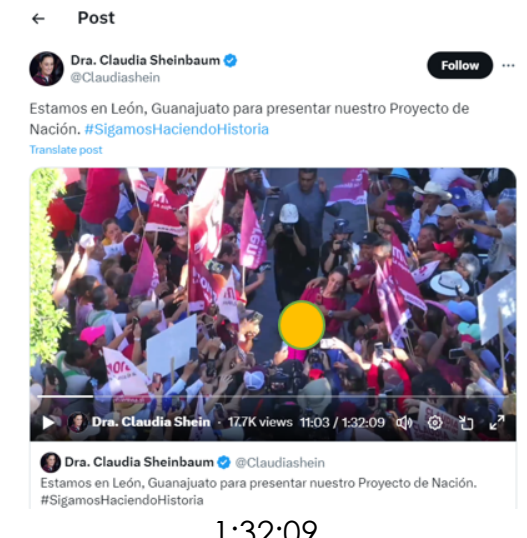 Post
Dra. Claudia Sheinbaum
@Claudiashein
Follow
Estamos en León, Guanajuato para presentar nuestro Proyecto de
Nación. #SigamosHaciendoHistoria
Translate post
Dra. Claudia Shein · 17.7K views 11:03 / 1:32:09
Dra. Claudia Sheinbaum @Claudiashein
Estamos en León, Guanajuato para presentar nuestro Proyecto de Nación.
#SigamosHaciendoHistoria
1:32:09